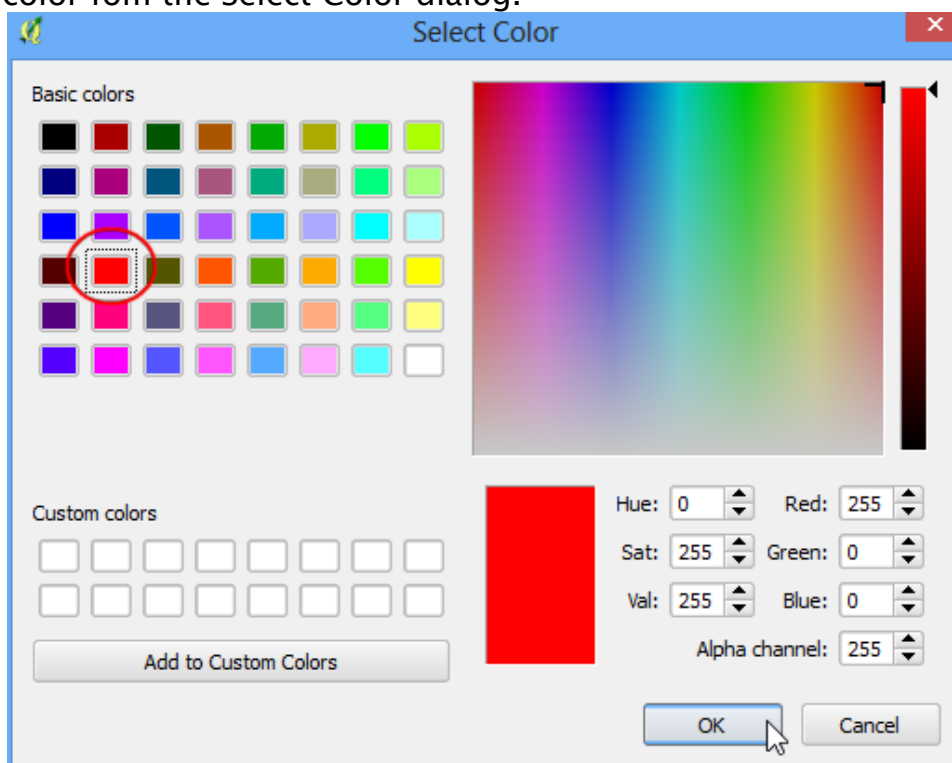 color fom the Select Color dialog.
Select Color
Basic colors
Custom colors
Add to Custom Colors
Hue: 0 Red: 255
Sat: 255 Green: 0
Val: 255 Blue: 0
Alpha channel: 255
OK Cancel